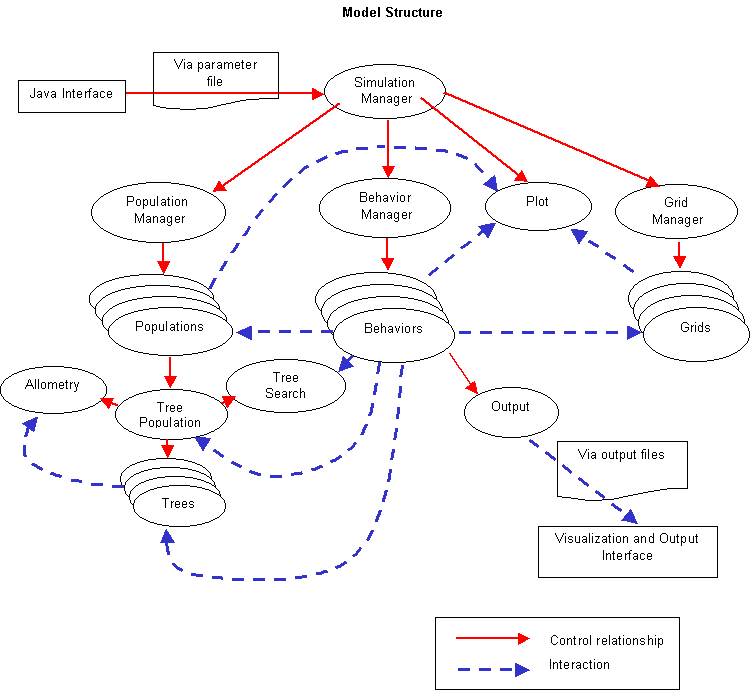 Model Structure
Via parameter
file
Java Interface
Simulation
Manager
Population
Manager
Behavior
Manager
Plot
Grid
Manager
Populations
Behaviors
Grids
Allometry
Tree
Search
Tree
Population
Output
Trees
Via output files
Visualization and Output
Interface
Control relationship
Interaction